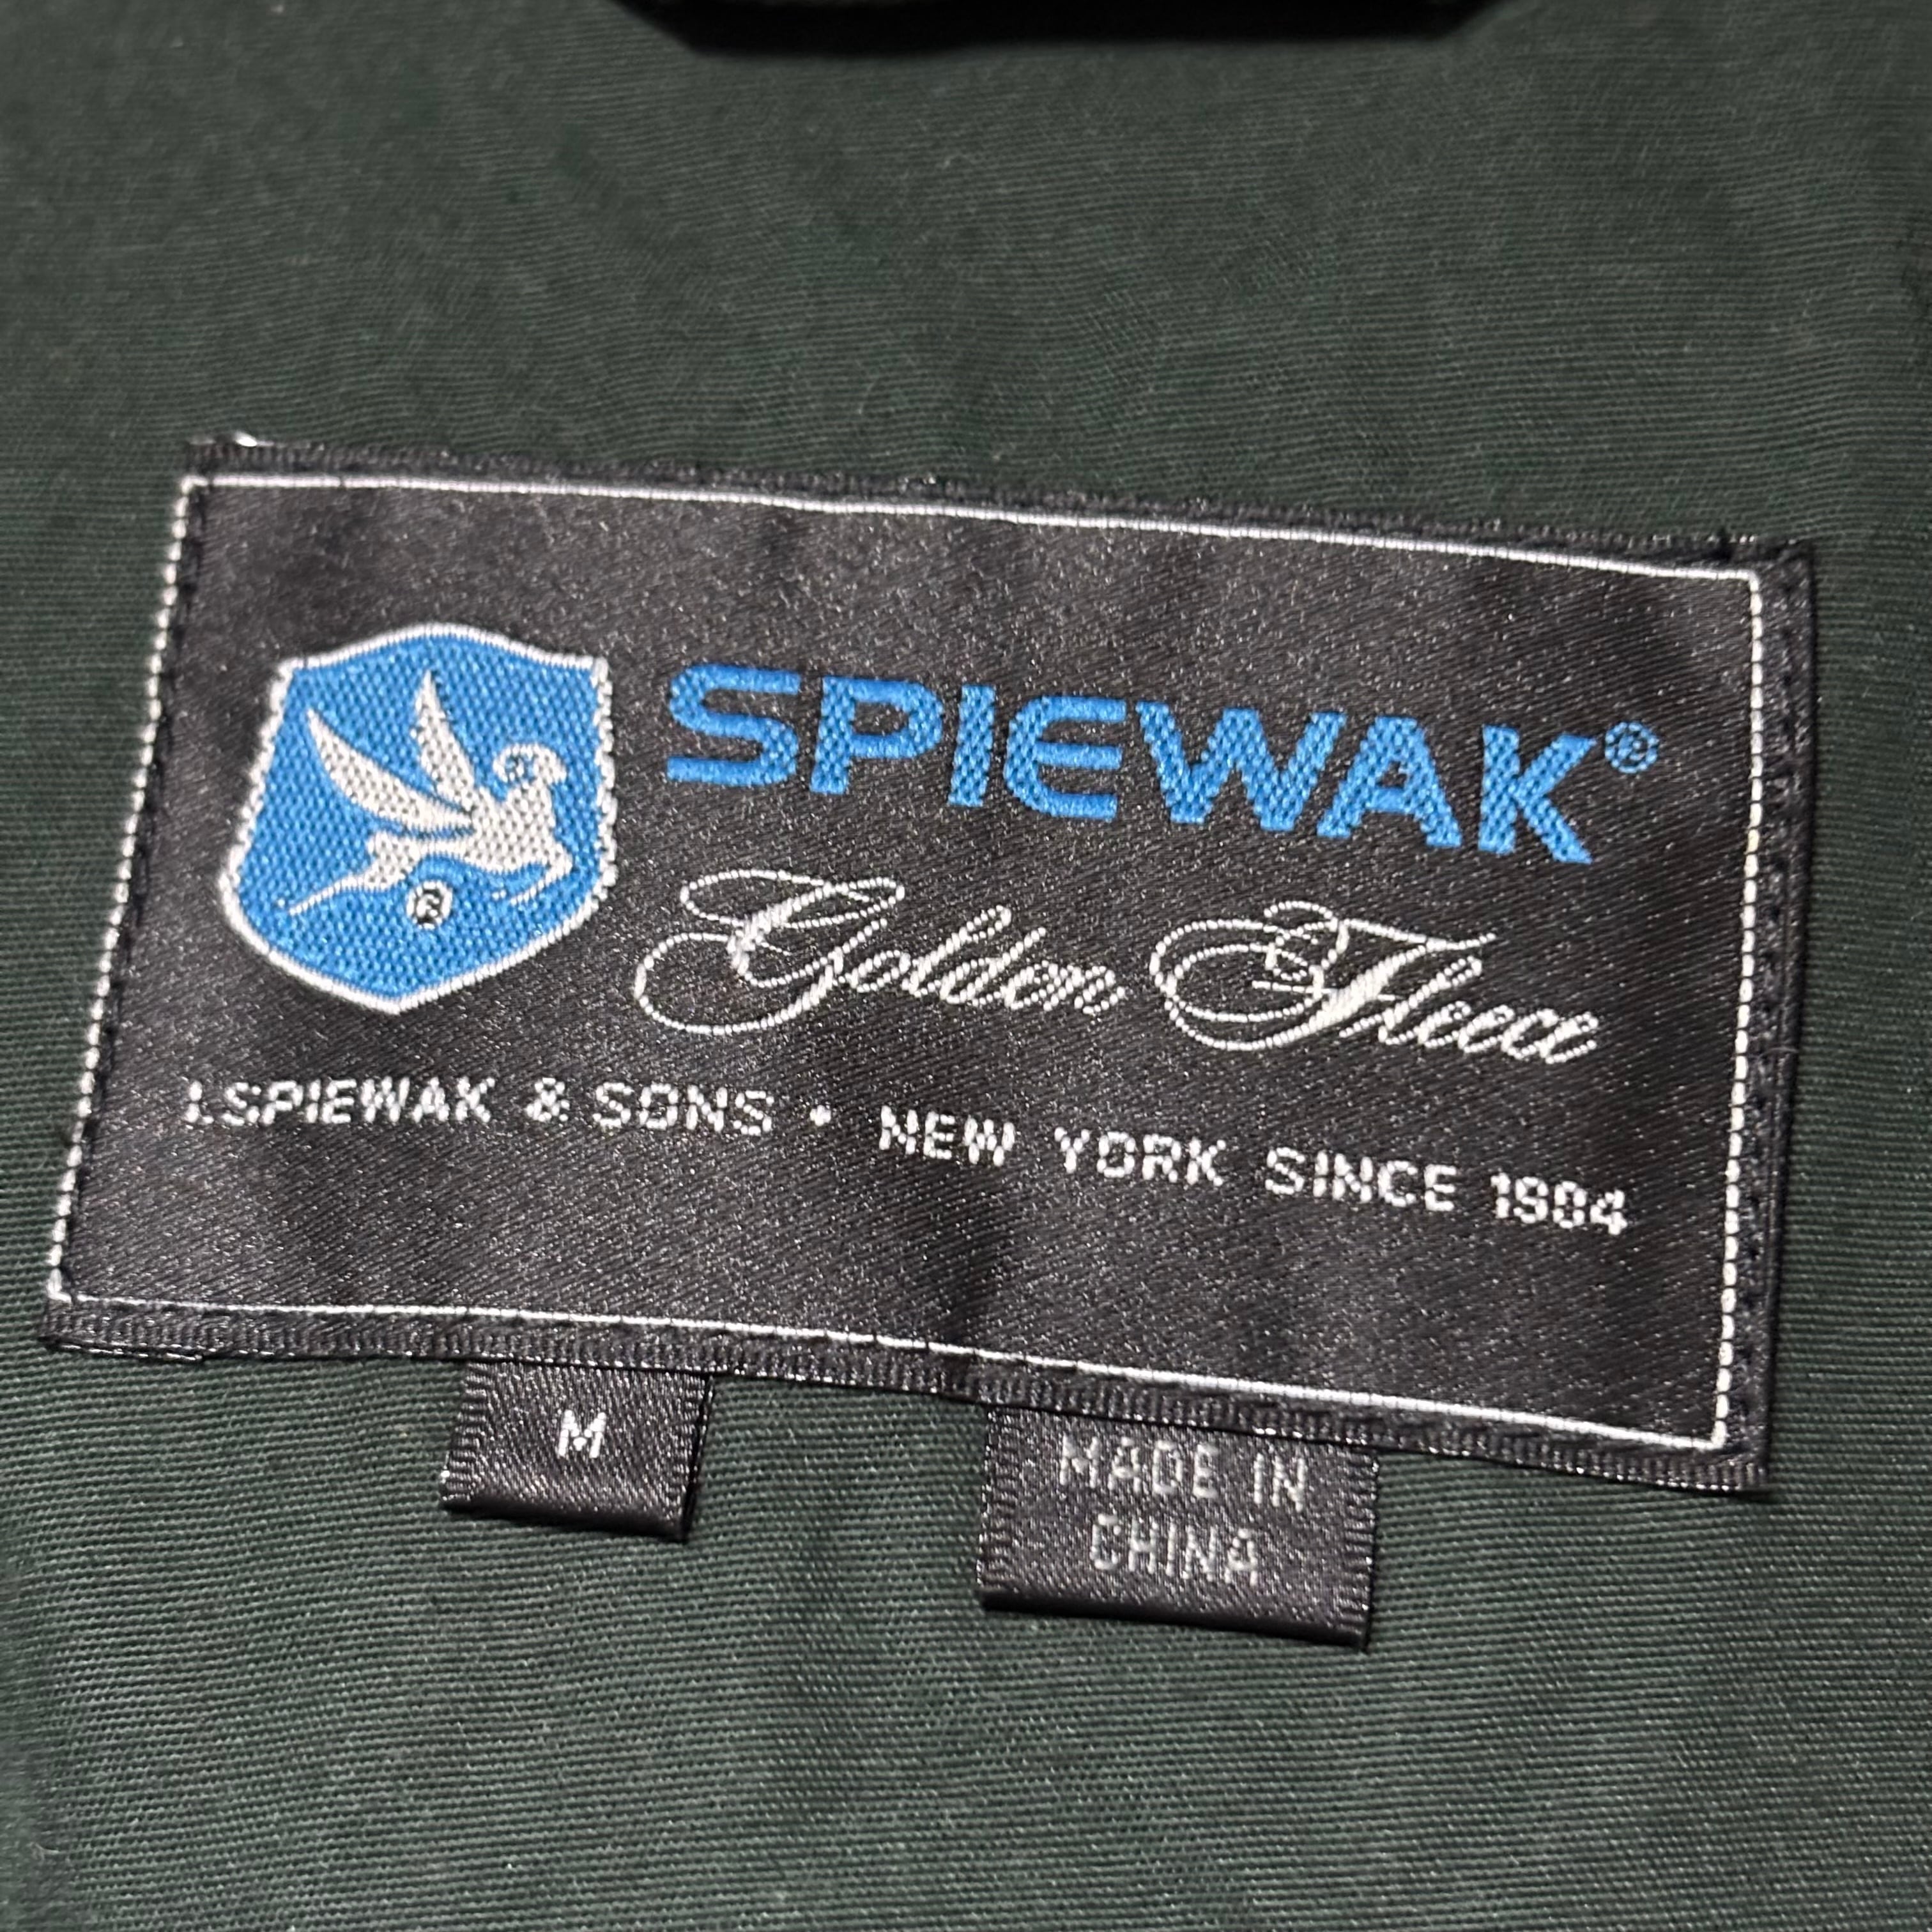 SPIEWAK®
Golden Fleece
®
I.SPIEWAK & SONS • NEW YORK SINCE 1904
M
MADE IN
CHINA